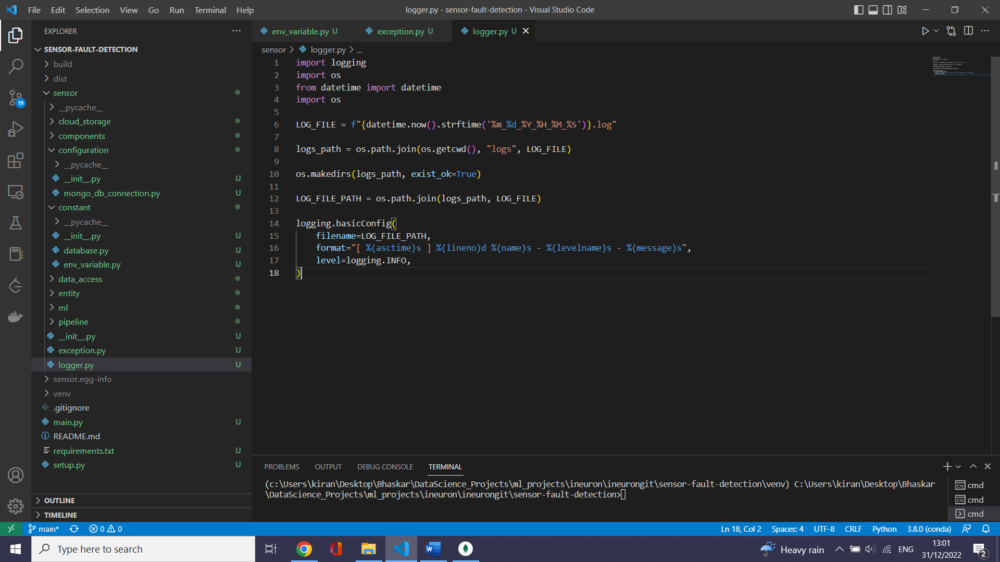 File Edit Selection View Go Run Terminal Help
logger.py - sensor-fault-detection - Visual Studio Code
EXPLORER
SENSOR-FAULT-DETECTION
build
dist
sensor
__pycache__
cloud_storage
components
configuration
__pycache__
__init__.py U
mongo_db_connection.py U
constant
__pycache__
__init__.py U
database.py U
env_variable.py U
data_access
entity
ml
pipeline
__init__.py U
exception.py U
logger.py U
sensor.egg-info
venv
.gitignore
main.py U
README.md
requirements.txt U
setup.py U
OUTLINE
TIMELINE
19
env_variable.py U exception.py U logger.py U
sensor > logger.py > ...
1 import logging
2 import os
3 from datetime import datetime
4 import os
5
6 LOG_FILE = f"{datetime.now().strftime('%m_%d_%Y_%H_%M_%S')}.log"
7
8 logs_path = os.path.join(os.getcwd(), "logs", LOG_FILE)
9
10 os.makedirs(logs_path, exist_ok=True)
11
12 LOG_FILE_PATH = os.path.join(logs_path, LOG_FILE)
13
14 logging.basicConfig(
15 filename=LOG_FILE_PATH,
16 format="[ %(asctime)s ] %(lineno)d %(name)s - %(levelname)s - %(message)s",
17 level=logging.INFO,
18 )
PROBLEMS OUTPUT DEBUG CONSOLE TERMINAL
(c:\Users\kiran\Desktop\Bhaskar\DataScience_Projects\ml_projects\ineuron\ineurongit\sensor-fault-detection\venv) C:\Users\kiran\Desktop\Bhaskar
\DataScience_Projects\ml_projects\ineuron\ineurongit\sensor-fault-detection>
cmd
cmd
cmd
main* 0 0
Ln 18, Col 2 Spaces: 4 UTF-8 CRLF Python 3.8.0 (conda)
Type here to search
Heavy rain ENG
13:01
31/12/2022
2